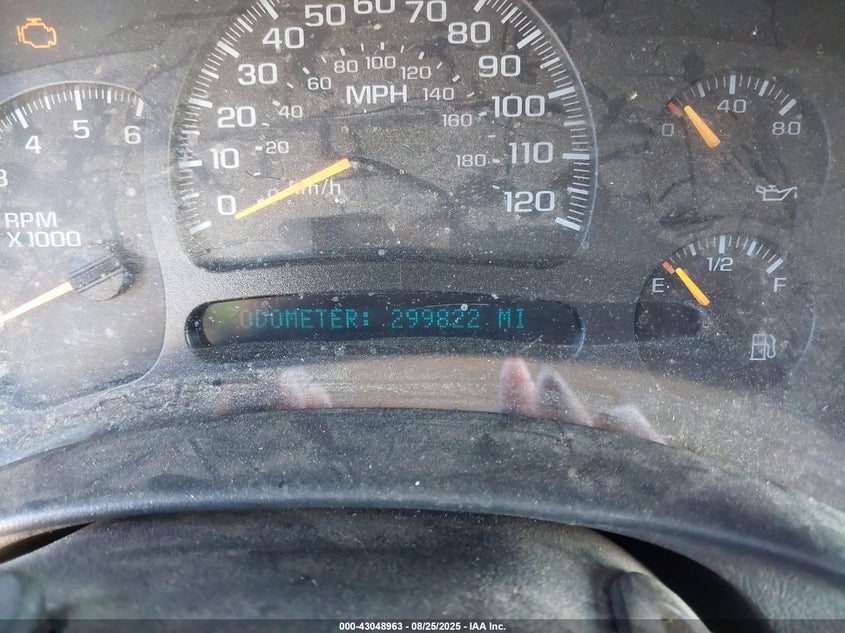 50 60 70
40 80
30 60 80 100 120 90
20 40 MPH 140 100
10 20 160 110
0 0 km/h 180 120
3 4 5 6
RPM
X1000
0 40 80
E 1/2 F
ODOMETER: 299822 MI
000-43048963 - 08/25/2025 - IAA Inc.